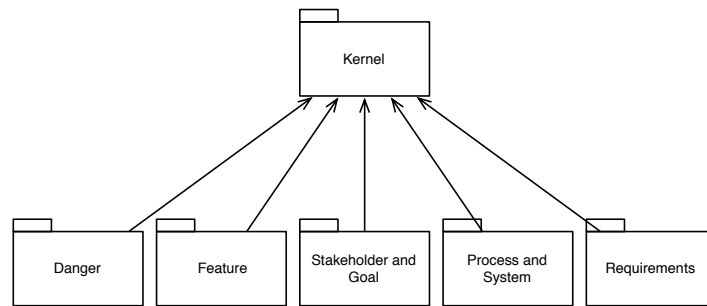 Kernel
Danger
Feature
Stakeholder and
Goal
Process and
System
Requirements